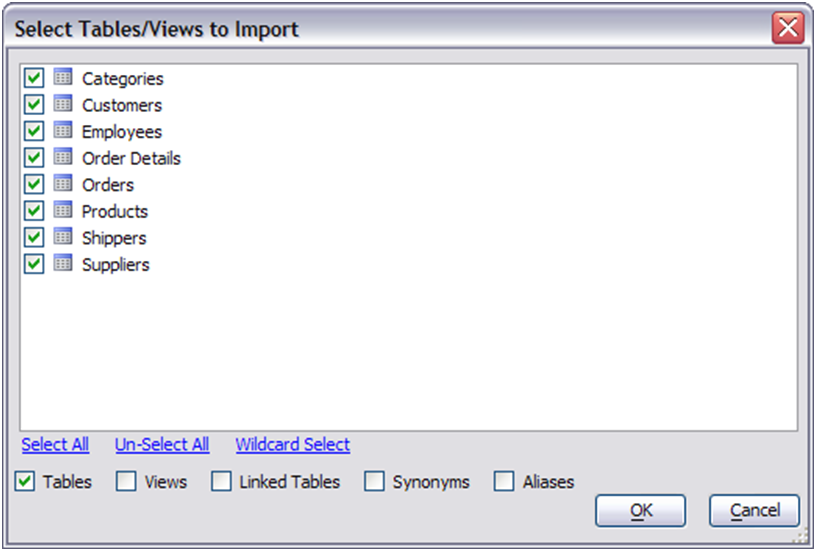 Select Tables/Views to Import
Categories
Customers
Employees
Order Details
Orders
Products
Shippers
Suppliers
Select All Un-Select All Wildcard Select
Tables Views Linked Tables Synonyms Aliases
OK Cancel